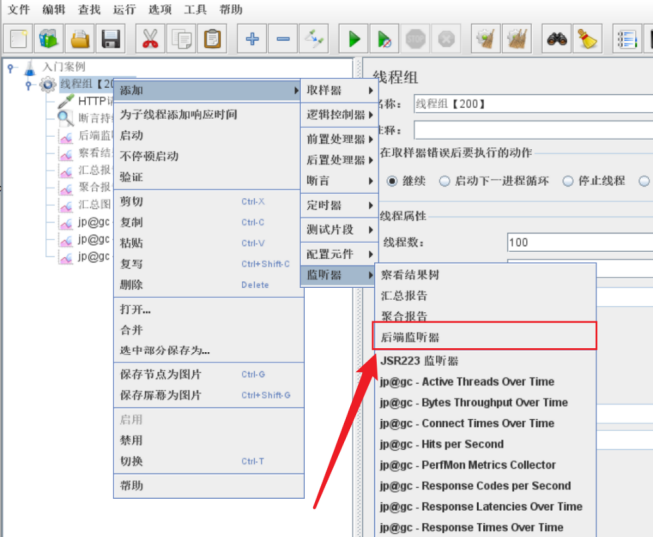 文件 编辑 查找 运行 选项 工具 帮助
入门案例
线程组【20
HTTP请
断言持
后端监
察看结
汇总报
聚合报
汇总图
jp@gc
jp@gc
jp@gc
添加
为子线程添加响应时间
启动
不停顿启动
验证
剪切 Ctrl-X
复制 Ctrl-C
粘贴 Ctrl-V
复写 Ctrl+Shift-C
删除 Delete
打开...
合并
选中部分保存为...
保存节点为图片 Ctrl-G
保存屏幕为图片 Ctrl+Shift-G
启用
禁用
切换 Ctrl-T
帮助
取样器
逻辑控制器
前置处理器
后置处理器
断言
定时器
测试片段
配置元件
监听器
察看结果树
汇总报告
聚合报告
后端监听器
JSR223 监听器
jp@gc - Active Threads Over Time
jp@gc - Bytes Throughput Over Time
jp@gc - Connect Times Over Time
jp@gc - Hits per Second
jp@gc - PerfMon Metrics Collector
jp@gc - Response Codes per Second
jp@gc - Response Latencies Over Time
jp@gc - Response Times Over Time
线程组
名称： 线程组【200】
注释：
在取样器错误后要执行的动作
继续 启动下一进程循环 停止线程
线程属性
线程数： 100